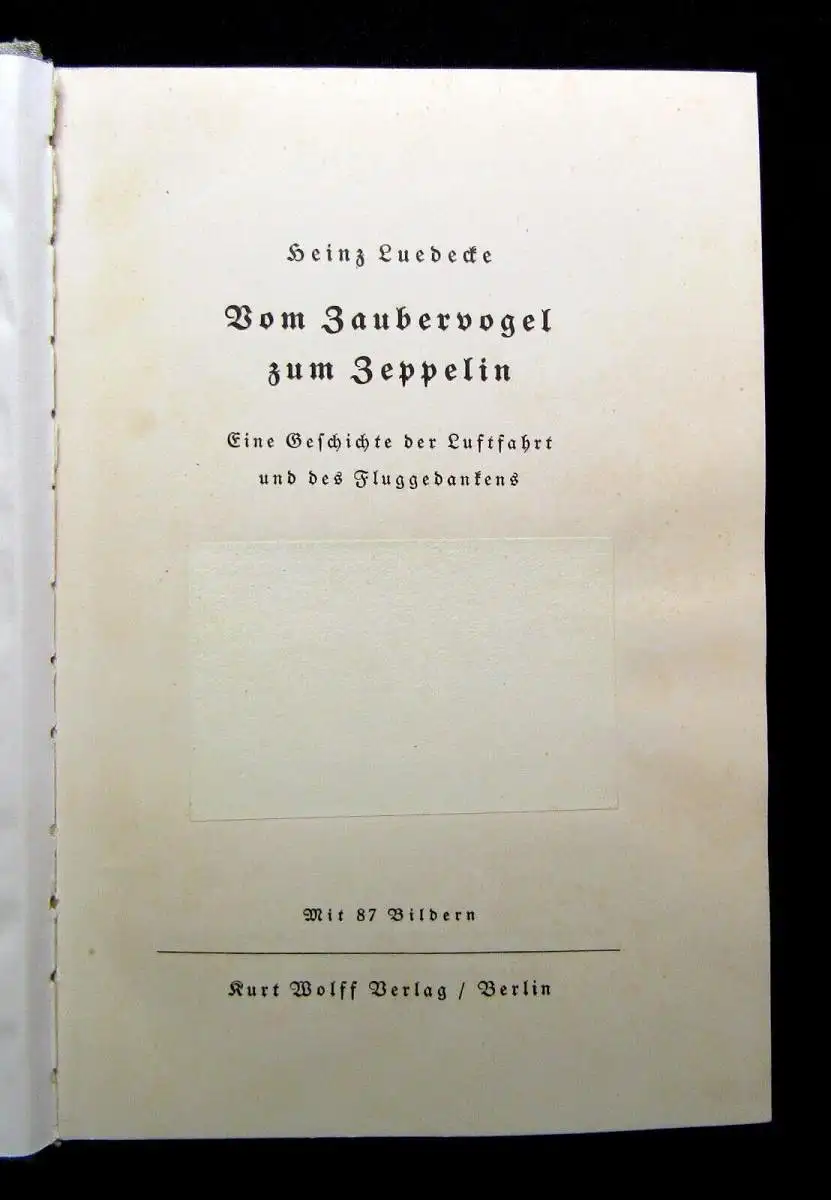 Heinz Luedecke
Vom Zaubervogel
zum Zeppelin
Eine Geſchichte der Luftfahrt
und des Fluggedankens
Mit 87 Bildern
Kurt Wolff Verlag / Berlin